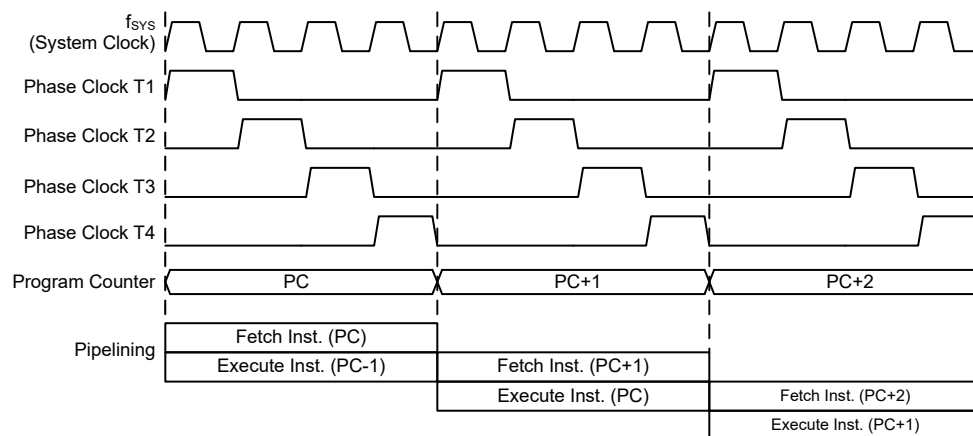 fSYS
(System Clock)
Phase Clock T1
Phase Clock T2
Phase Clock T3
Phase Clock T4
Program Counter PC PC+1 PC+2
Pipelining
Fetch Inst. (PC)
Execute Inst. (PC-1) Fetch Inst. (PC+1)
Execute Inst. (PC) Fetch Inst. (PC+2)
Execute Inst. (PC+1)